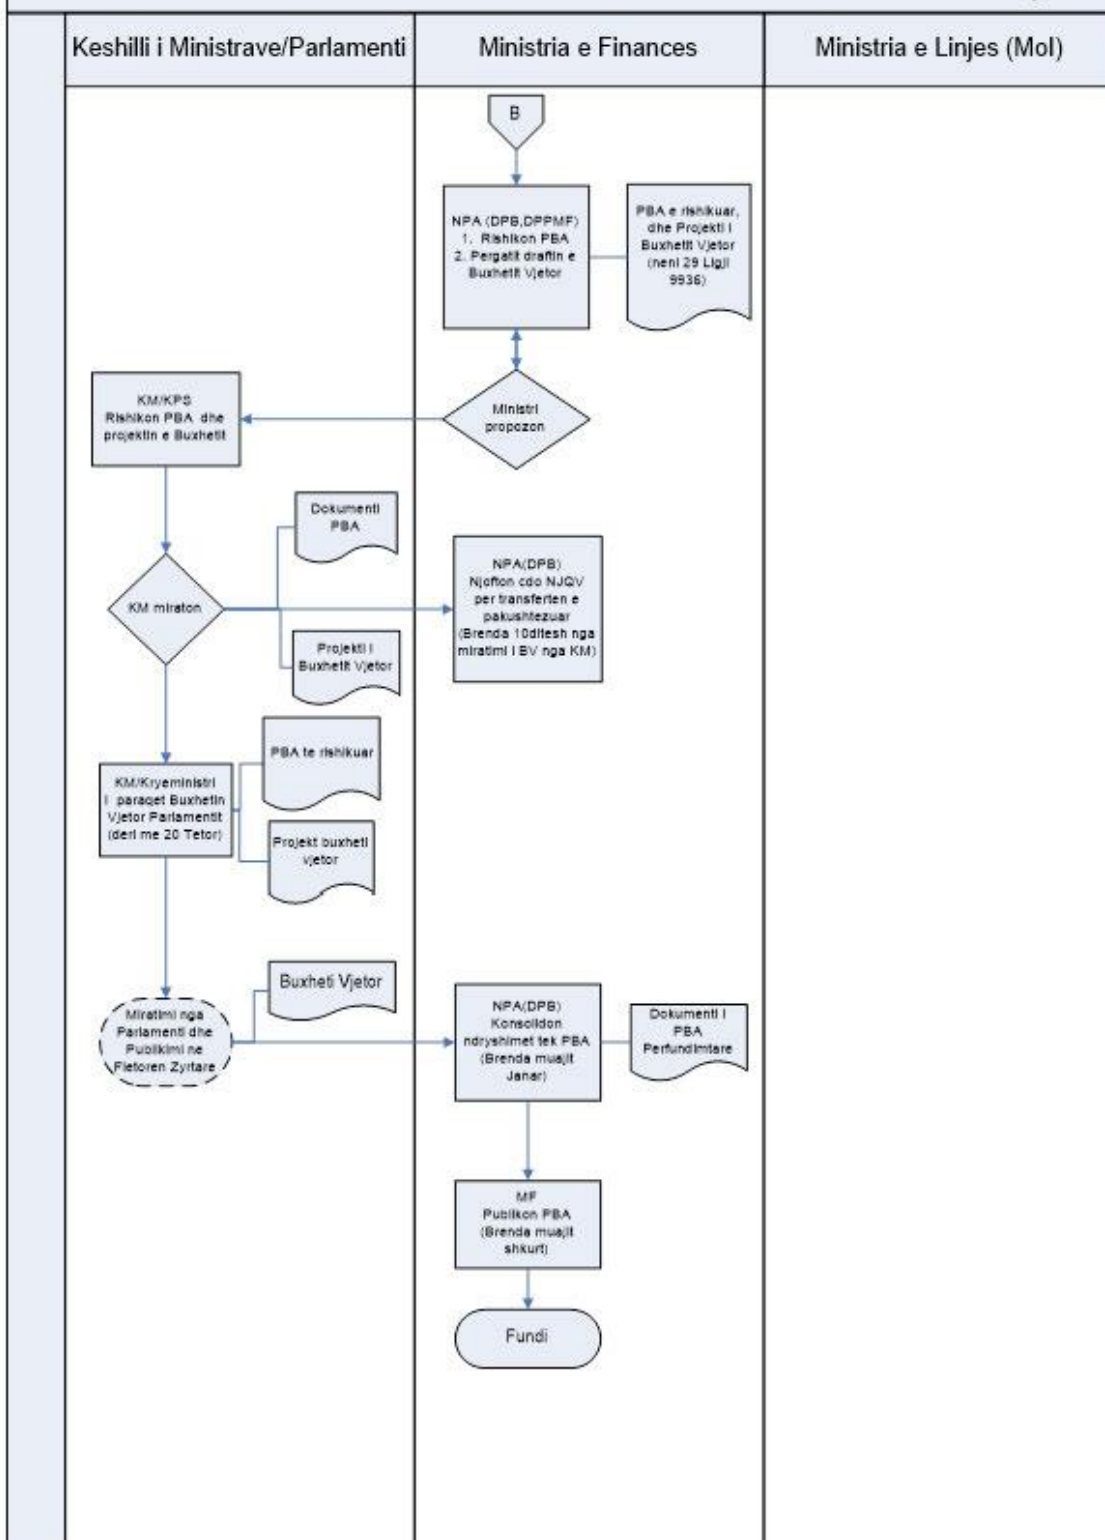 Keshilli i Ministrave/Parlamenti
Ministria e Finances
Ministria e Linjes (MoI)
B
NPA (DPB,DPPMF)
1. Rishikon PBA
2. Pergatit draftin e
Buxhetit Vjetor
PBA e rishikuar,
dhe Projekti i
Buxhetit Vjetor
(neni 29 Ligji
9936)
Ministri
propozon
KM/KPS
Rishikon PBA dhe
projektin e Buxhetit
Dokumenti
PBA
KM miraton
NPA(DPB)
Njofton cdo NJQV
per transferten e
pakushtezuar
(Brenda 10ditesh nga
miratimi i BV nga KM)
Projekti i
Buxhetit Vjetor
PBA te rishikuar
KM/Kryeministri
i paraqet Buxhetin
Vjetor Parlamentit
(deri me 20 Tetor)
Projekt buxheti
vjetor
Buxheti Vjetor
Miratimi nga
Parlamenti dhe
Publikimi ne
Fletoren Zyrtare
NPA(DPB)
Konsolidon
ndryshimet tek PBA
(Brenda muajit
Janar)
Dokumenti i
PBA
Perfundimtare
MF
Publikon PBA
(Brenda muajit
shkurt)
Fundi